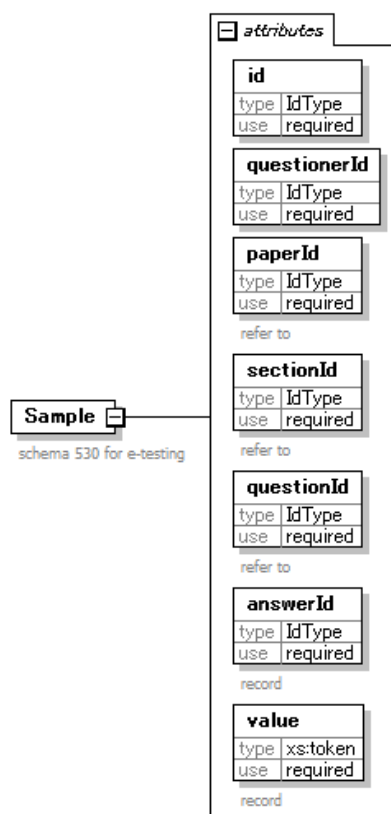 attributes
id
type IdType
use required
questionerId
type IdType
use required
paperId
type IdType
use required
refer to
sectionId
type IdType
use required
refer to
Sample
schema 530 for e-testing
questionId
type IdType
use required
refer to
answerId
type IdType
use required
record
value
type xs:token
use required
record